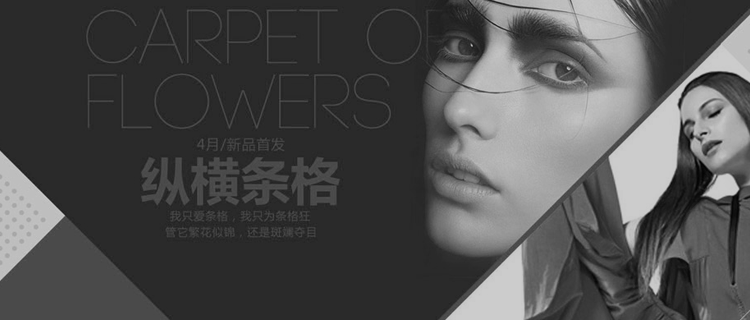 CARPET OF
FLOWERS
4月/新品首发
纵横条格
我只爱条格，我只为条格狂
管它繁花似锦，还是斑斓夺目